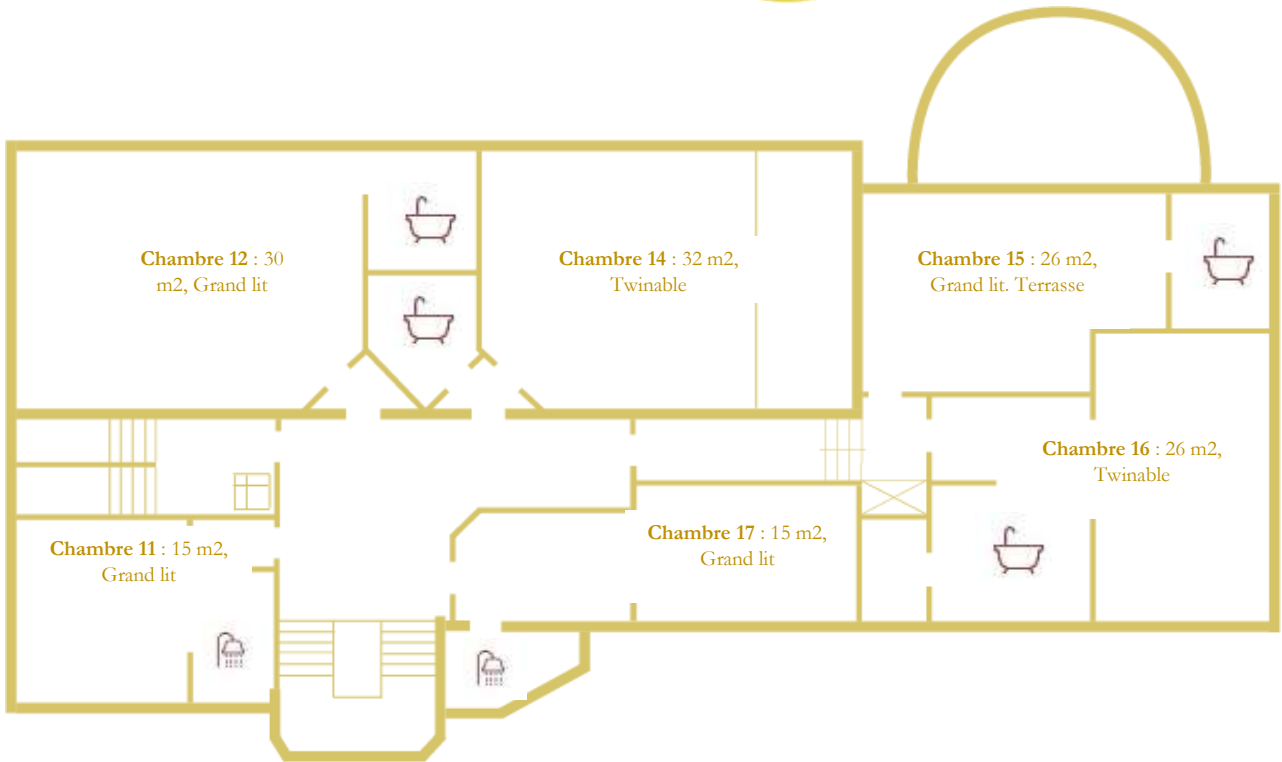 Chambre 12 : 30
m2, Grand lit
Chambre 14 : 32 m2,
Twinable
Chambre 15 : 26 m2,
Grand lit. Terrasse
Chambre 16 : 26 m2,
Twinable
Chambre 11 : 15 m2,
Grand lit
Chambre 17 : 15 m2,
Grand lit